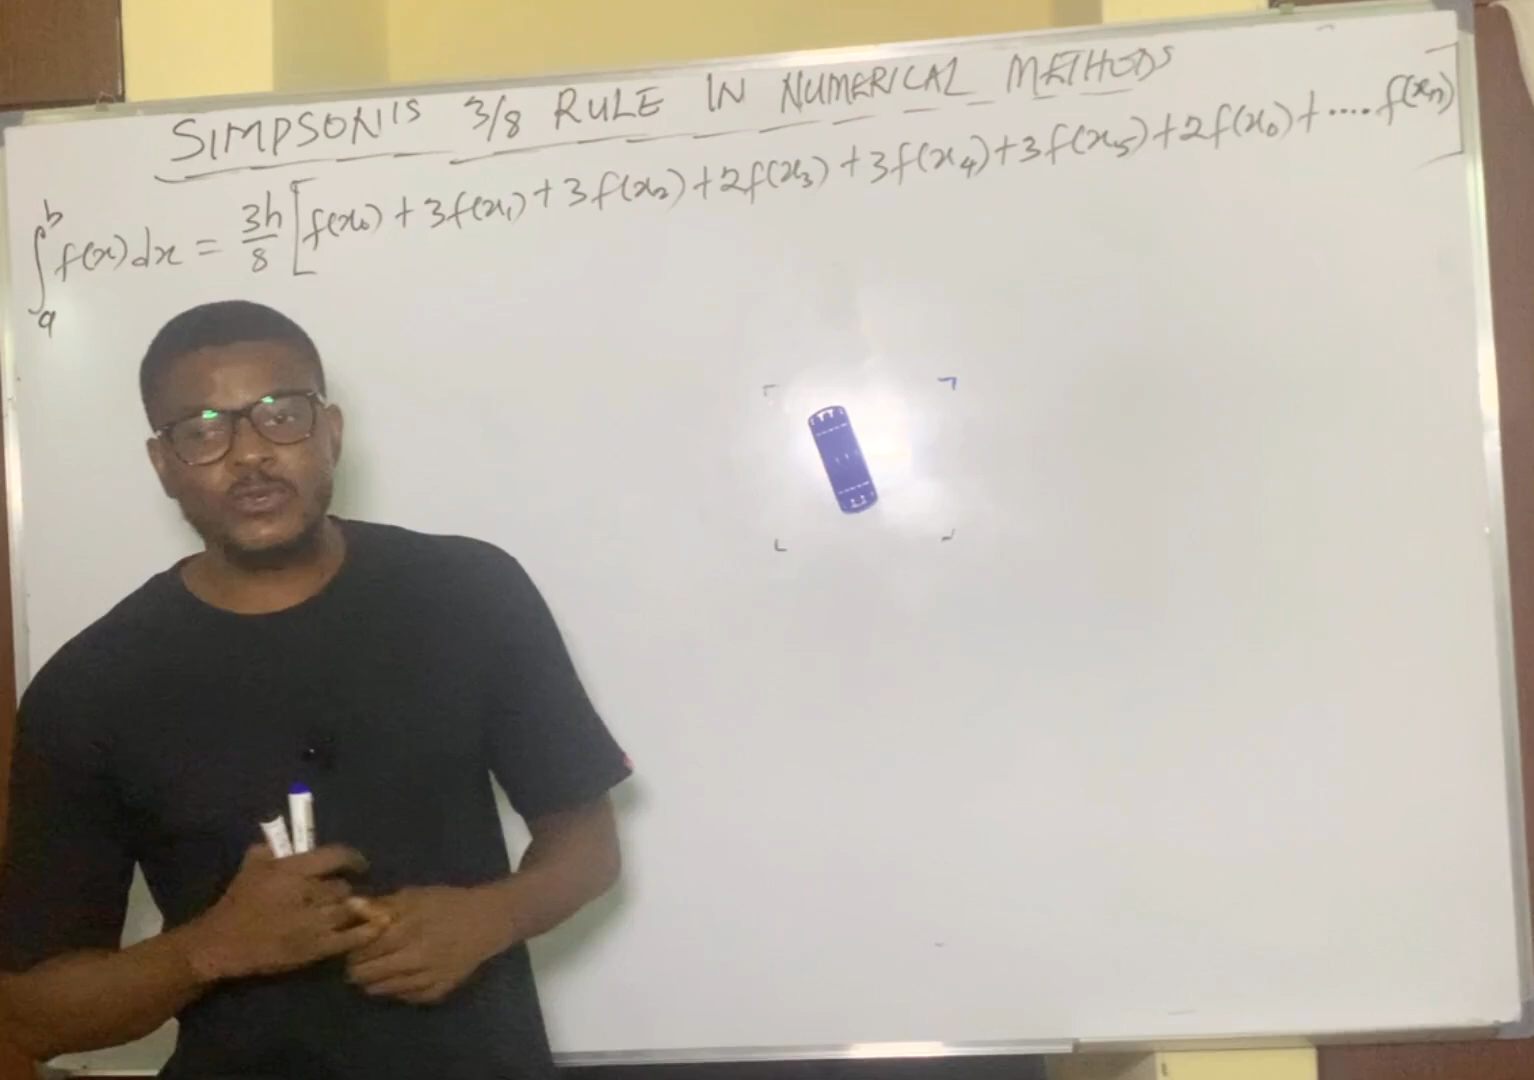 SIMPSON'S 3/8 RULE IN NUMERICAL METHODS
∫ₐᵇ f(x)dx = 3h/8 [f(x₀) + 3f(x₁) + 3f(x₂) + 2f(x₃) + 3f(x₄) + 3f(x₅) + 2f(x₆) + .... f(xₙ)]